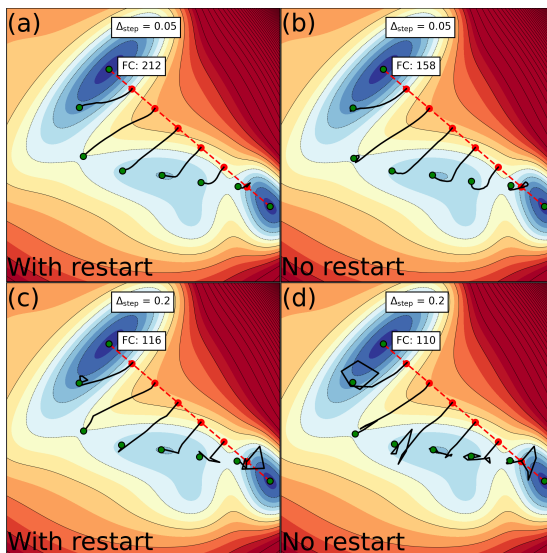 (a)
Δstep = 0.05
FC: 212
With restart
(b)
Δstep = 0.05
FC: 158
No restart
(c)
Δstep = 0.2
FC: 116
With restart
(d)
Δstep = 0.2
FC: 110
No restart